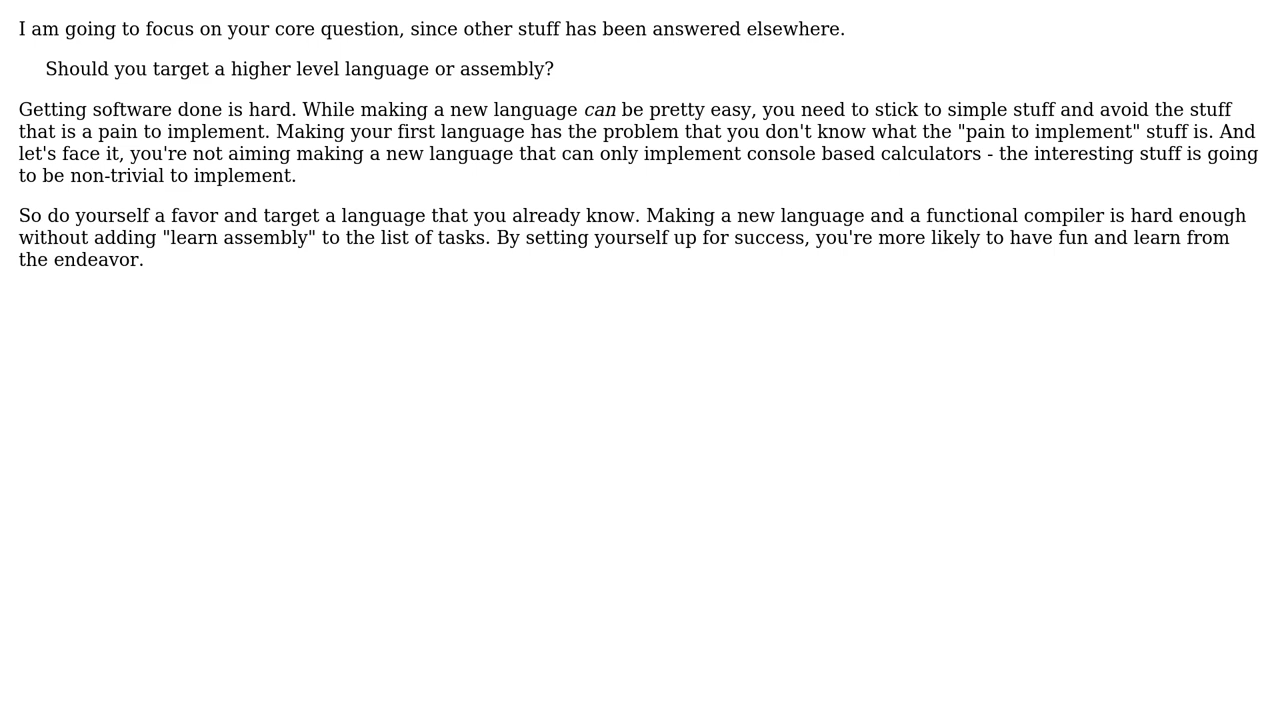 I am going to focus on your core question, since other stuff has been answered elsewhere.
Should you target a higher level language or assembly?
Getting software done is hard. While making a new language can be pretty easy, you need to stick to simple stuff and avoid the stuff
that is a pain to implement. Making your first language has the problem that you don't know what the "pain to implement" stuff is. And
let's face it, you're not aiming making a new language that can only implement console based calculators - the interesting stuff is going
to be non-trivial to implement.
So do yourself a favor and target a language that you already know. Making a new language and a functional compiler is hard enough
without adding "learn assembly" to the list of tasks. By setting yourself up for success, you're more likely to have fun and learn from
the endeavor.